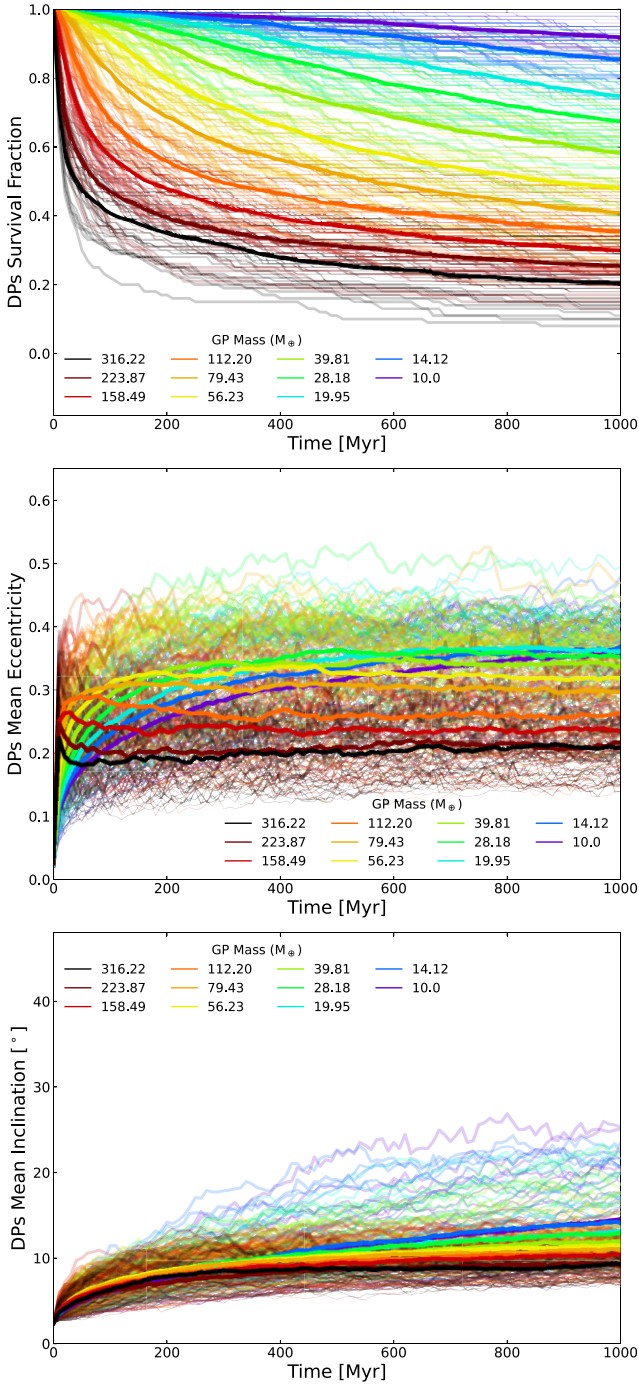 1.0
0.8
0.6
0.4
0.2
0.0
DPs Survival Fraction
GP Mass (M⊕)
316.22 112.20 39.81 14.12
223.87 79.43 28.18 10.0
158.49 56.23 19.95
0 200 400 600 800 1000
Time [Myr]
0.6
0.5
0.4
0.3
0.2
0.1
0.0
DPs Mean Eccentricity
GP Mass (M⊕)
316.22 112.20 39.81 14.12
223.87 79.43 28.18 10.0
158.49 56.23 19.95
0 200 400 600 800 1000
Time [Myr]
GP Mass (M⊕)
316.22 112.20 39.81 14.12
223.87 79.43 28.18 10.0
158.49 56.23 19.95
40
30
20
10
0
DPs Mean Inclination [°]
0 200 400 600 800 1000
Time [Myr]